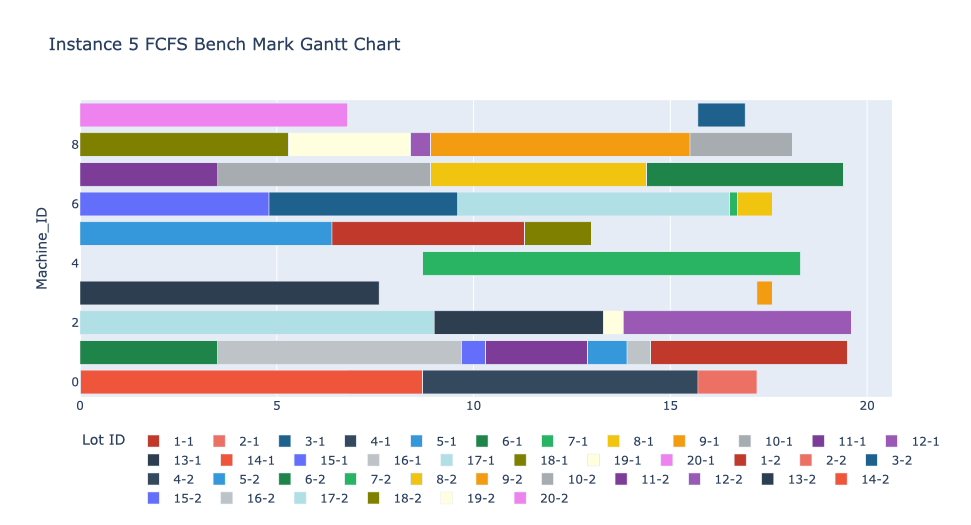 Instance 5 FCFS Bench Mark Gantt Chart
Machine_ID
8
6
4
2
0
0 5 10 15 20
Lot ID 1-1 2-1 3-1 4-1 5-1 6-1 7-1 8-1 9-1 10-1 11-1 12-1
13-1 14-1 15-1 16-1 17-1 18-1 19-1 20-1 1-2 2-2 3-2
4-2 5-2 6-2 7-2 8-2 9-2 10-2 11-2 12-2 13-2 14-2
15-2 16-2 17-2 18-2 19-2 20-2